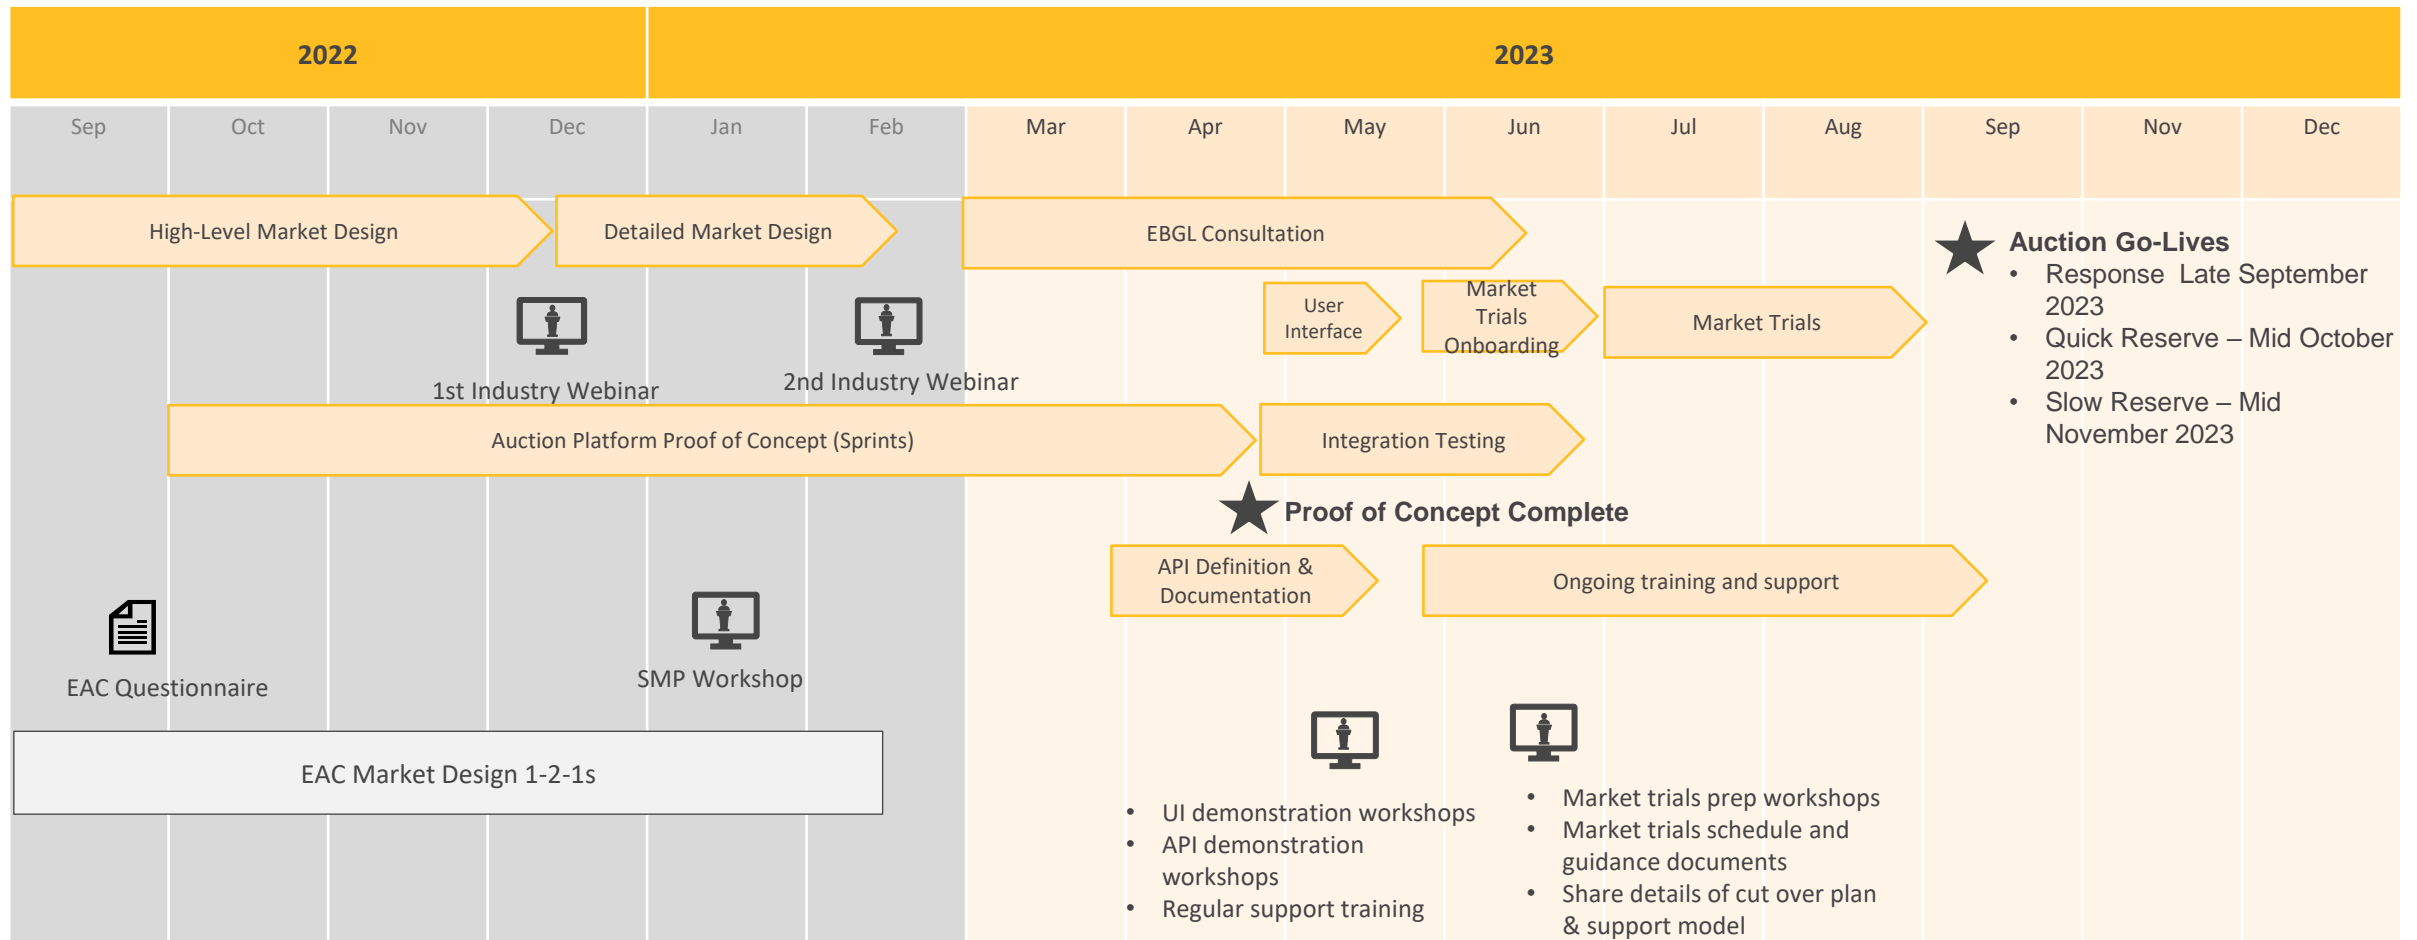 2022
2023
Sep
Oct
Nov
Dec
Jan
Feb
Mar
Apr
May
Jun
Jul
Aug
Sep
Nov
Dec
High-Level Market Design
Detailed Market Design
EBGL Consultation
Auction Go-Lives
• Response  Late September
2023
• Quick Reserve – Mid October
2023
• Slow Reserve – Mid
November 2023
User
Interface
Market
Trials
Onboarding
Market Trials
1st Industry Webinar
2nd Industry Webinar
Auction Platform Proof of Concept (Sprints)
Integration Testing
Proof of Concept Complete
API Definition &
Documentation
Ongoing training and support
EAC Questionnaire
SMP Workshop
EAC Market Design 1-2-1s
• UI demonstration workshops
• API demonstration
workshops
• Regular support training
• Market trials prep workshops
• Market trials schedule and
guidance documents
• Share details of cut over plan
& support model